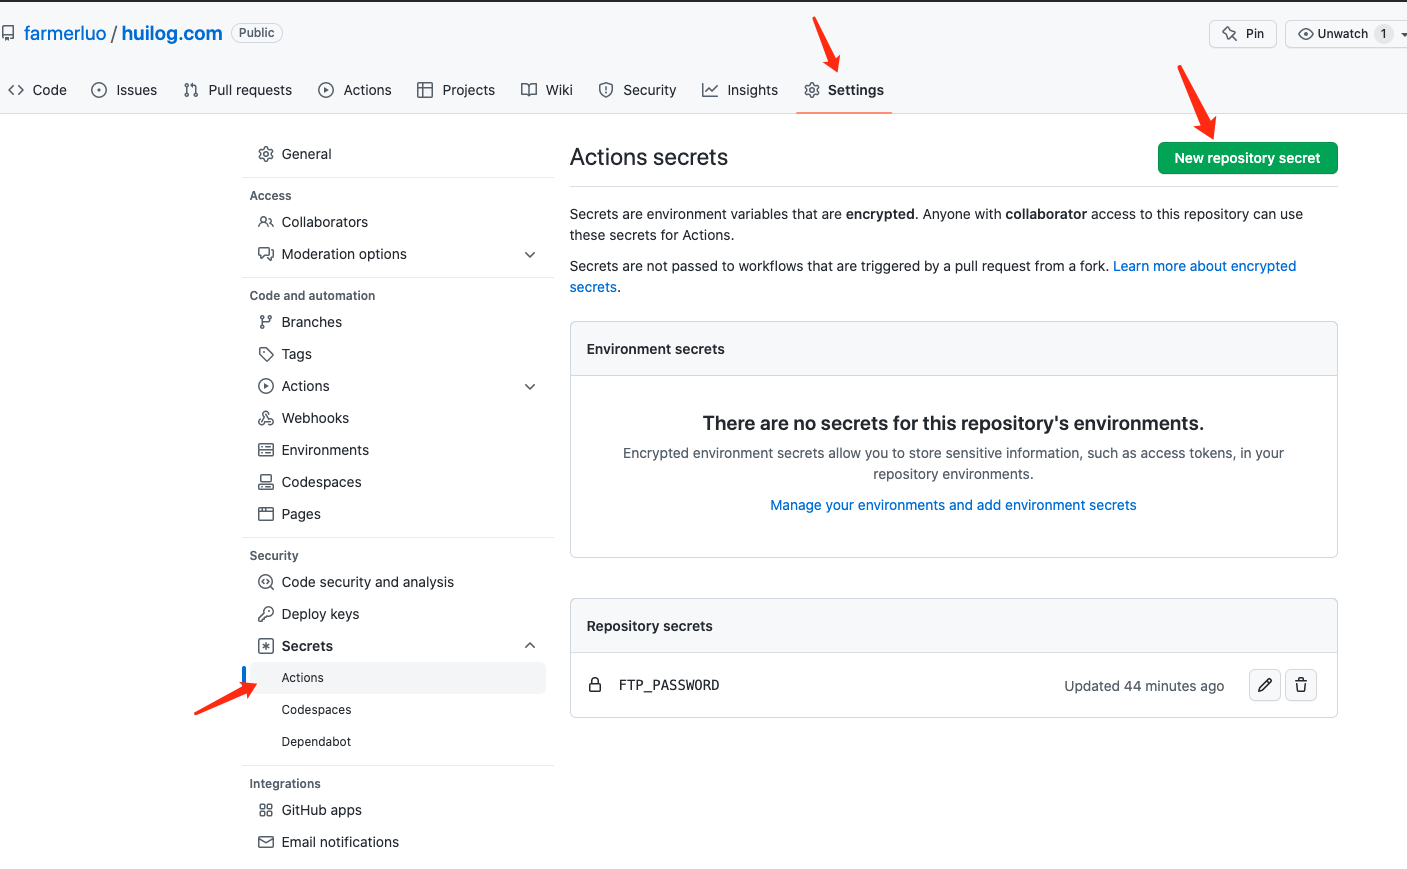 farmerluo / huilog.com Public
Pin
Unwatch 1
Code
Issues
Pull requests
Actions
Projects
Wiki
Security
Insights
Settings
General
Access
Collaborators
Moderation options
Code and automation
Branches
Tags
Actions
Webhooks
Environments
Codespaces
Pages
Security
Code security and analysis
Deploy keys
Secrets
Actions
Codespaces
Dependabot
Integrations
GitHub apps
Email notifications
Actions secrets
New repository secret
Secrets are environment variables that are encrypted. Anyone with collaborator access to this repository can use
these secrets for Actions.
Secrets are not passed to workflows that are triggered by a pull request from a fork. Learn more about encrypted
secrets.
Environment secrets
There are no secrets for this repository's environments.
Encrypted environment secrets allow you to store sensitive information, such as access tokens, in your
repository environments.
Manage your environments and add environment secrets
Repository secrets
FTP_PASSWORD
Updated 44 minutes ago